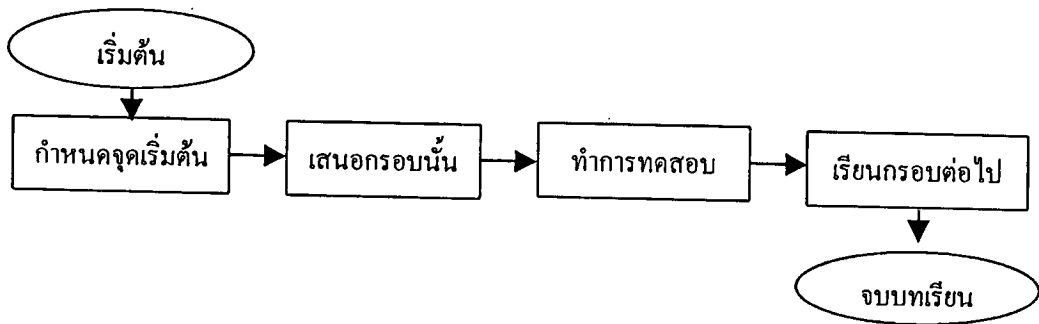 เริ่มต้น
กำหนดจุดเริ่มต้น
เสนอกรอบนั้น
ทำการทดสอบ
เรียนกรอบต่อไป
จบบทเรียน